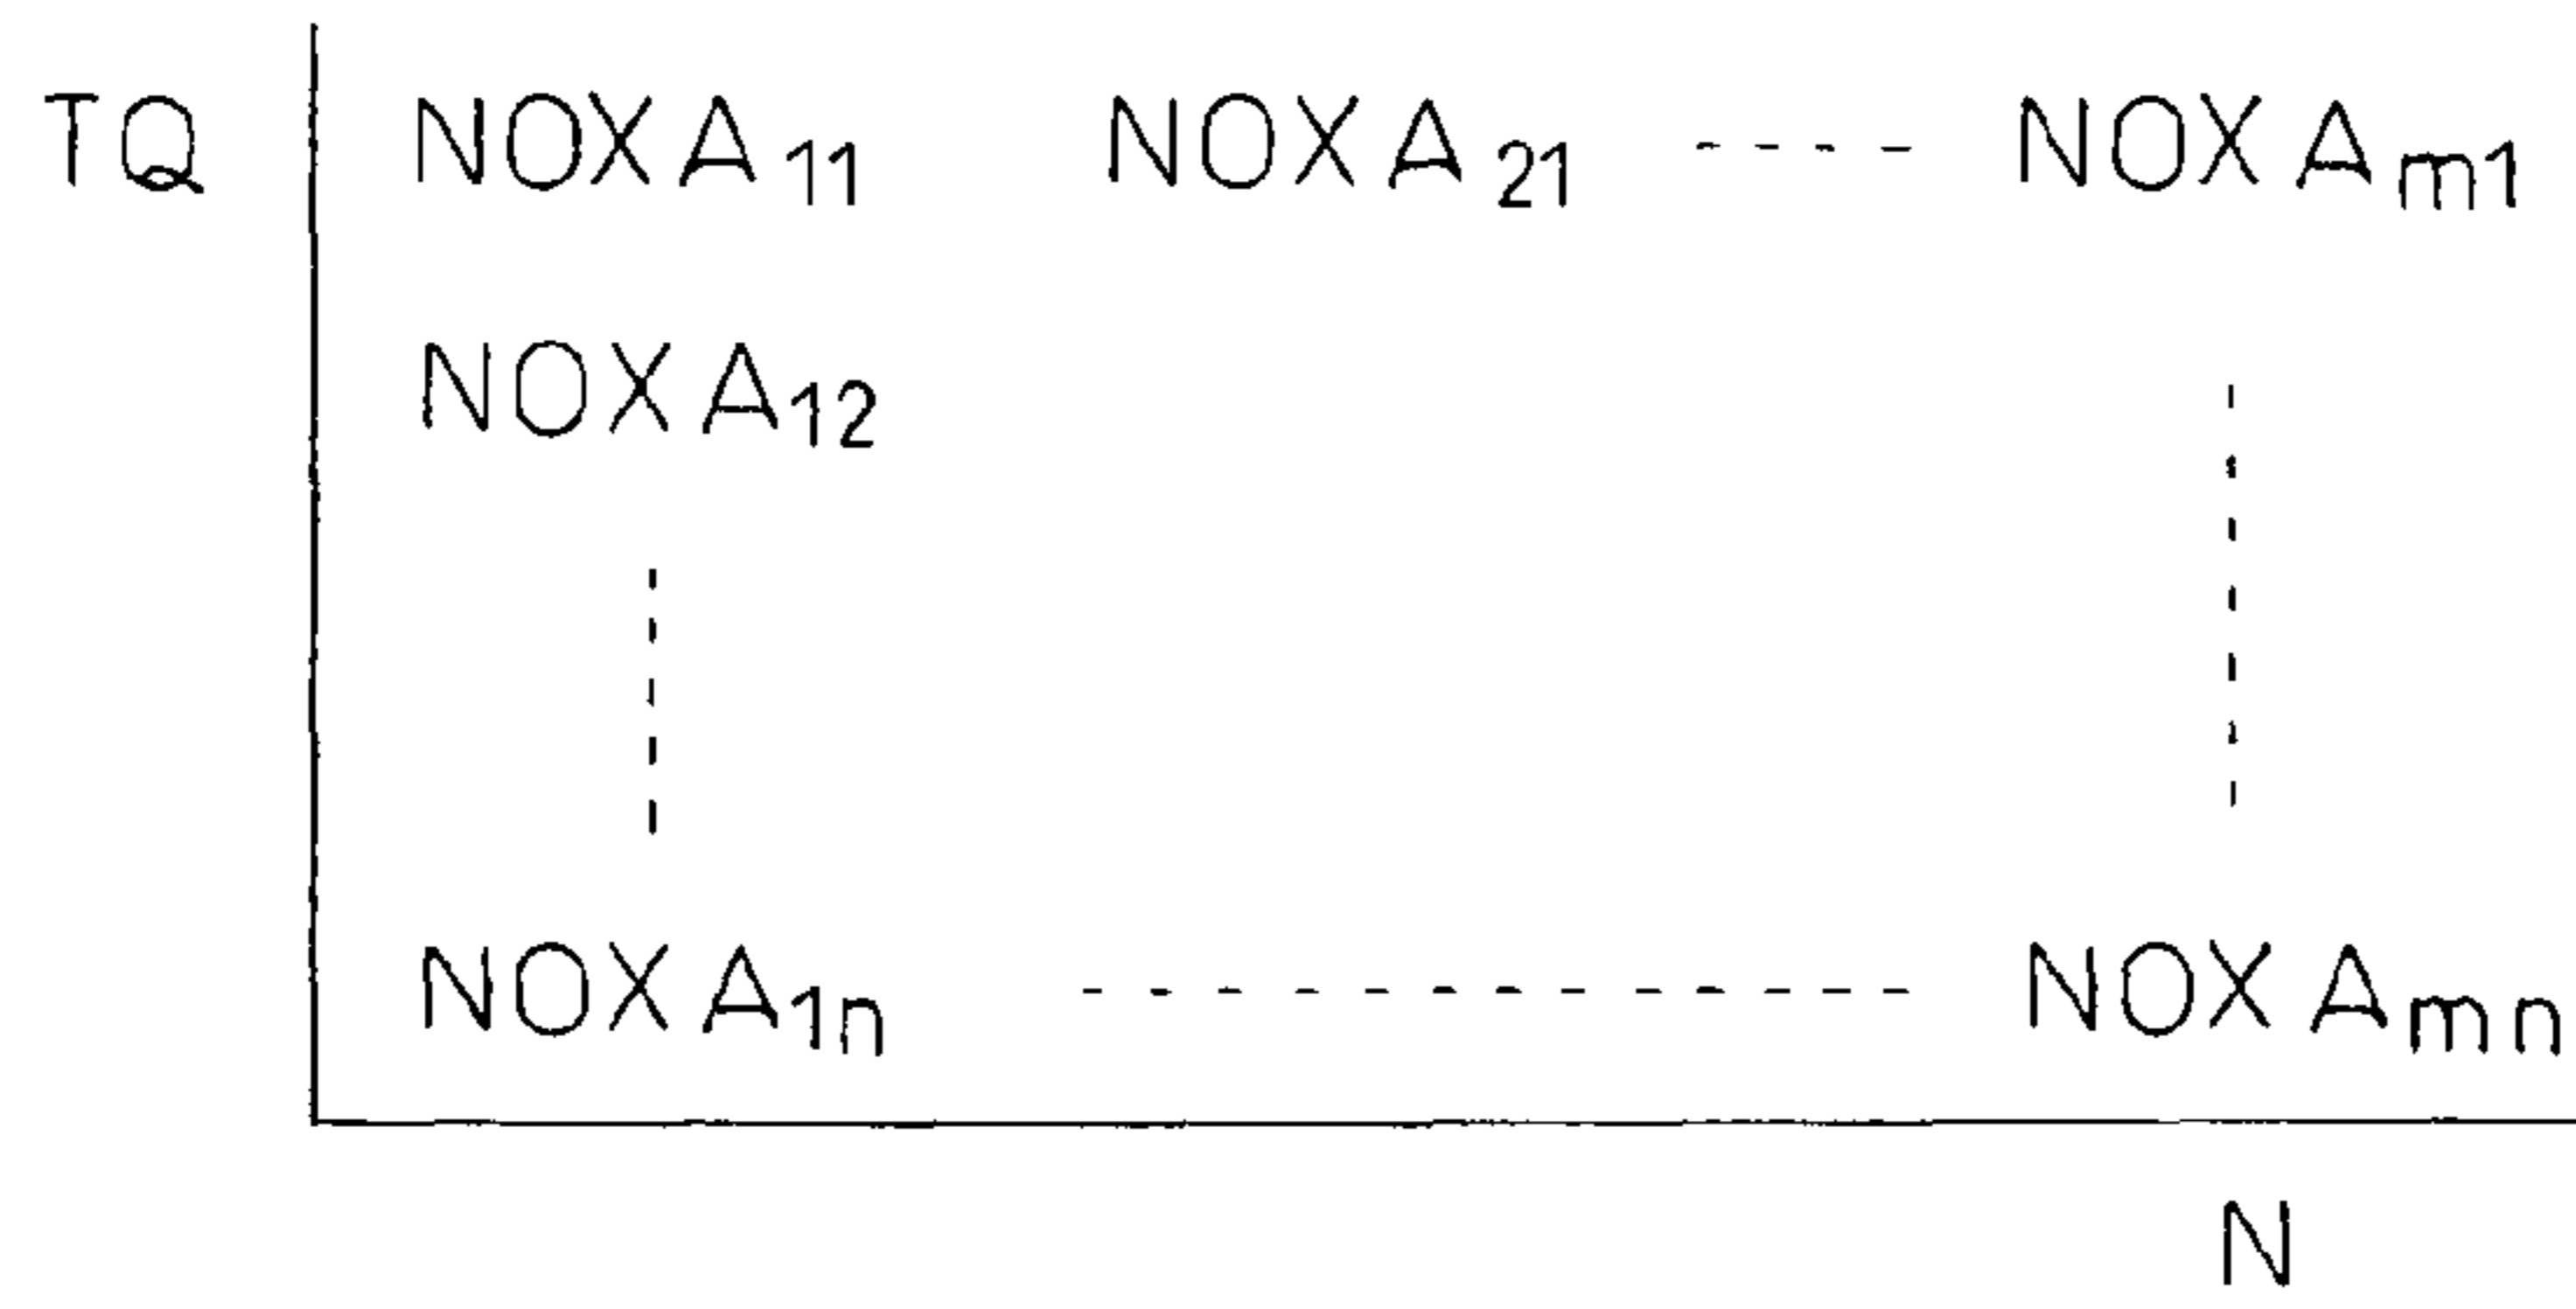 TQ NOXA11 NOXA21 ---- NOXAm1
NOXA12
NOXA1n ------------- NOXAmn
N